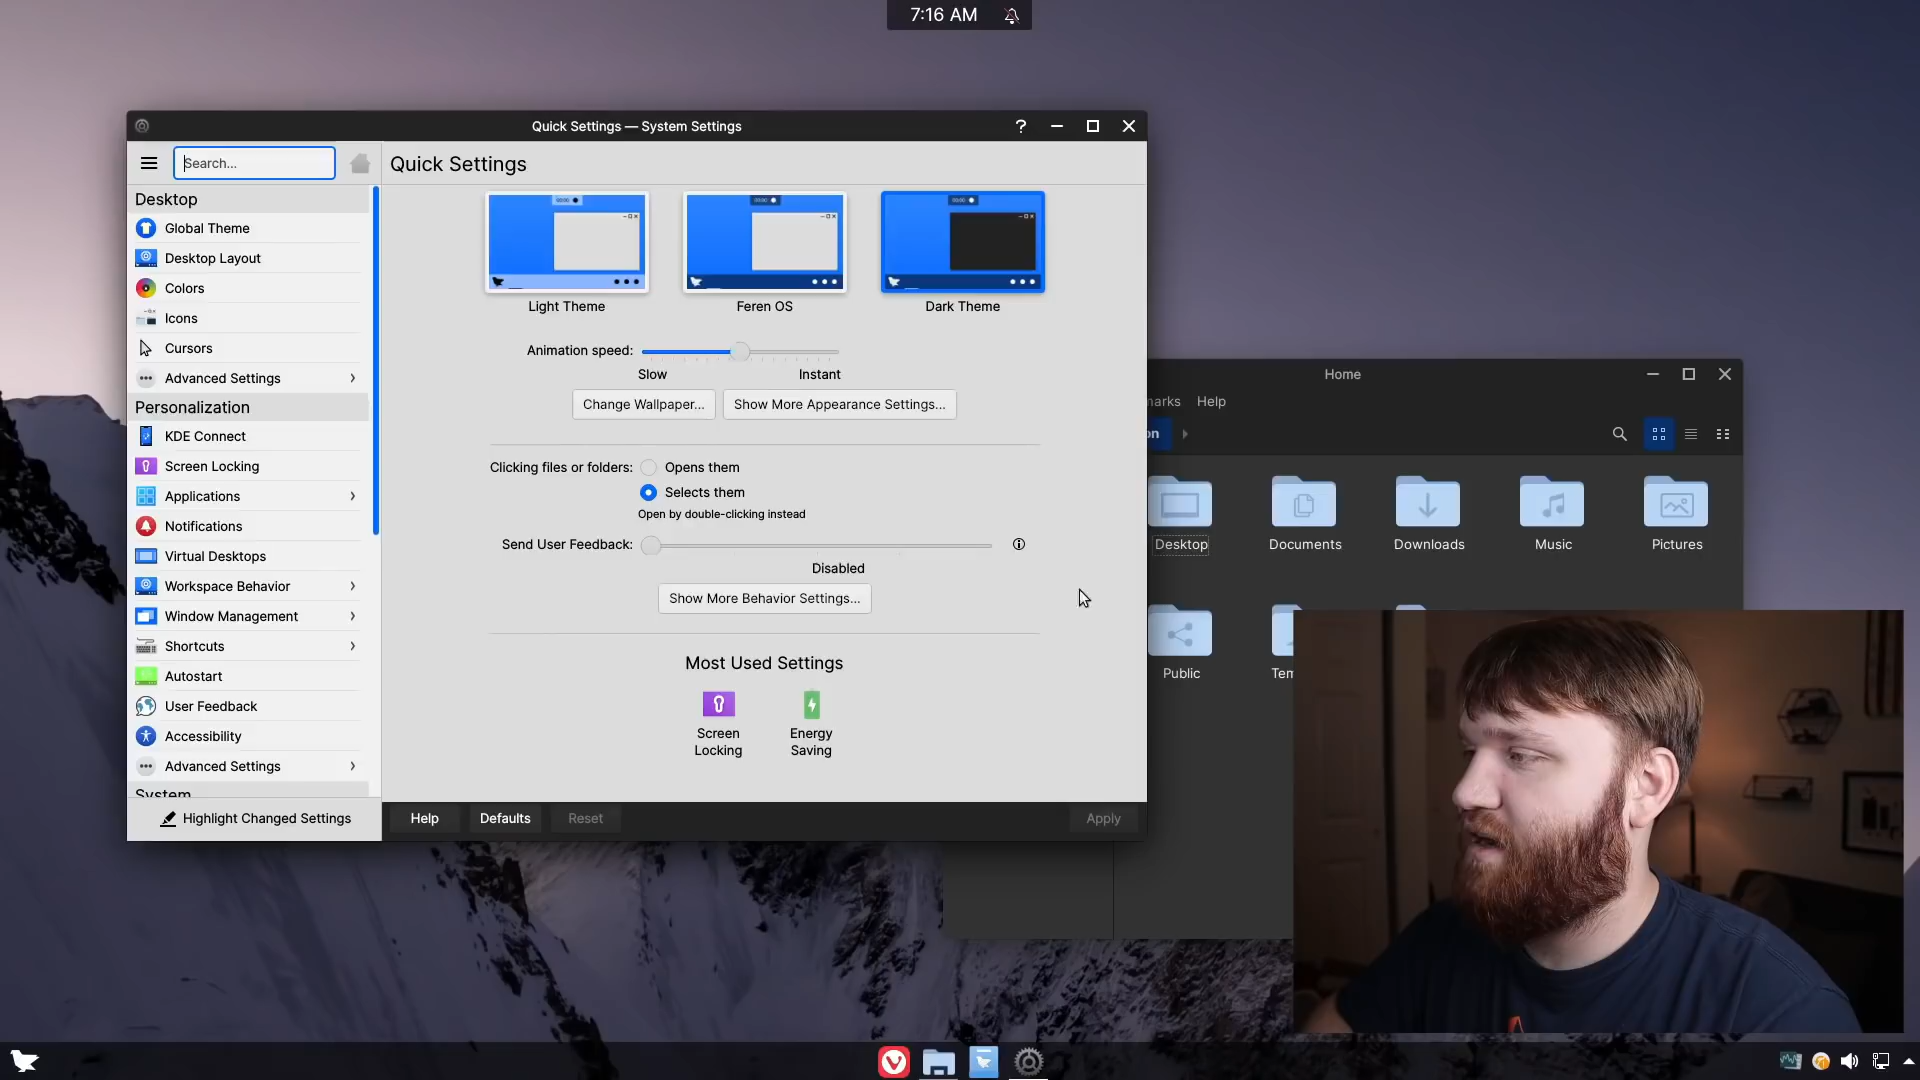 7:16 AM
Quick Settings — System Settings
?
Search...
Quick Settings
Desktop
Global Theme
Desktop Layout
Colors
Icons
Cursors
Advanced Settings
Personalization
KDE Connect
Screen Locking
Applications
Notifications
Virtual Desktops
Workspace Behavior
Window Management
Shortcuts
Autostart
User Feedback
Accessibility
Advanced Settings
System
Highlight Changed Settings
Light Theme
Feren OS
Dark Theme
Animation speed:
Slow
Instant
Change Wallpaper...
Show More Appearance Settings...
Clicking files or folders:
Opens them
Selects them
Open by double-clicking instead
Send User Feedback:
Disabled
Show More Behavior Settings...
Most Used Settings
Screen
Locking
Energy
Saving
Help
Defaults
Reset
Apply
Home
marks
Help
on
Desktop
Documents
Downloads
Music
Pictures
Public
Tem